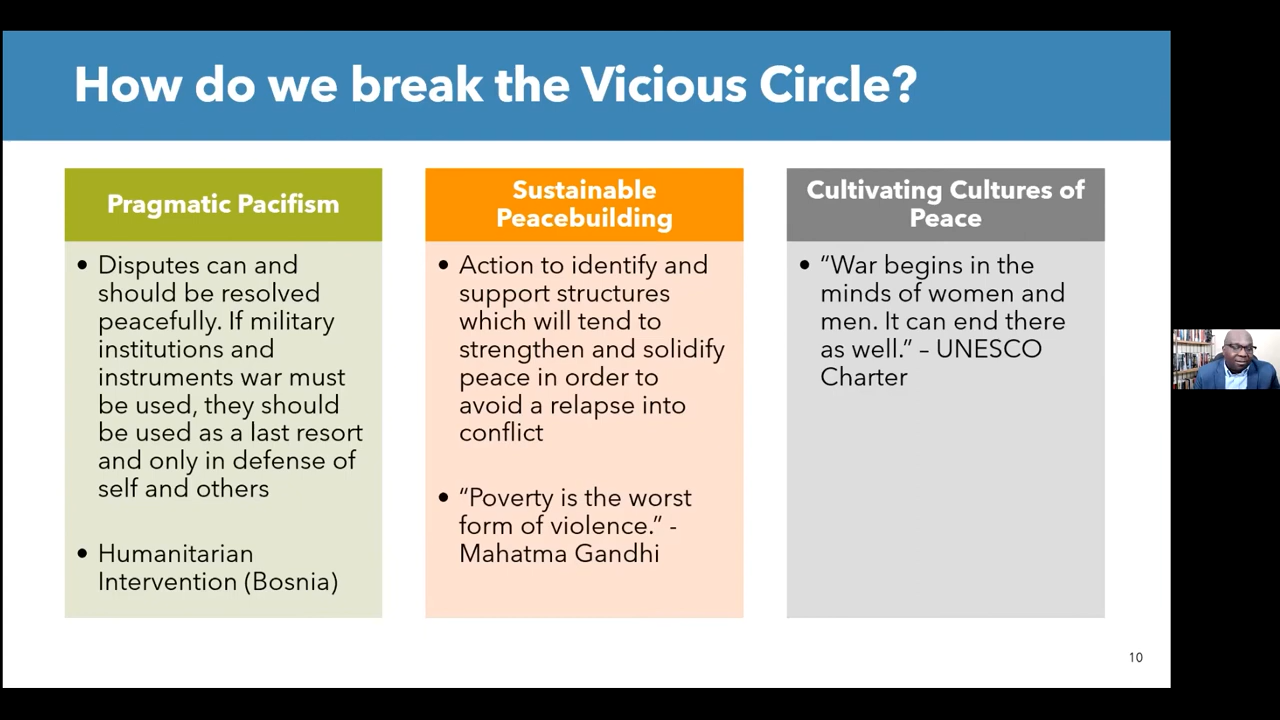 How do we break the Vicious Circle?
Pragmatic Pacifism
• Disputes can and
should be resolved
peacefully. If military
institutions and
instruments war must
be used, they should
be used as a last resort
and only in defense of
self and others
• Humanitarian
Intervention (Bosnia)
Sustainable
Peacebuilding
• Action to identify and
support structures
which will tend to
strengthen and solidify
peace in order to
avoid a relapse into
conflict
• “Poverty is the worst
form of violence.” -
Mahatma Gandhi
Cultivating Cultures of
Peace
• “War begins in the
minds of women and
men. It can end there
as well.” – UNESCO
Charter
10